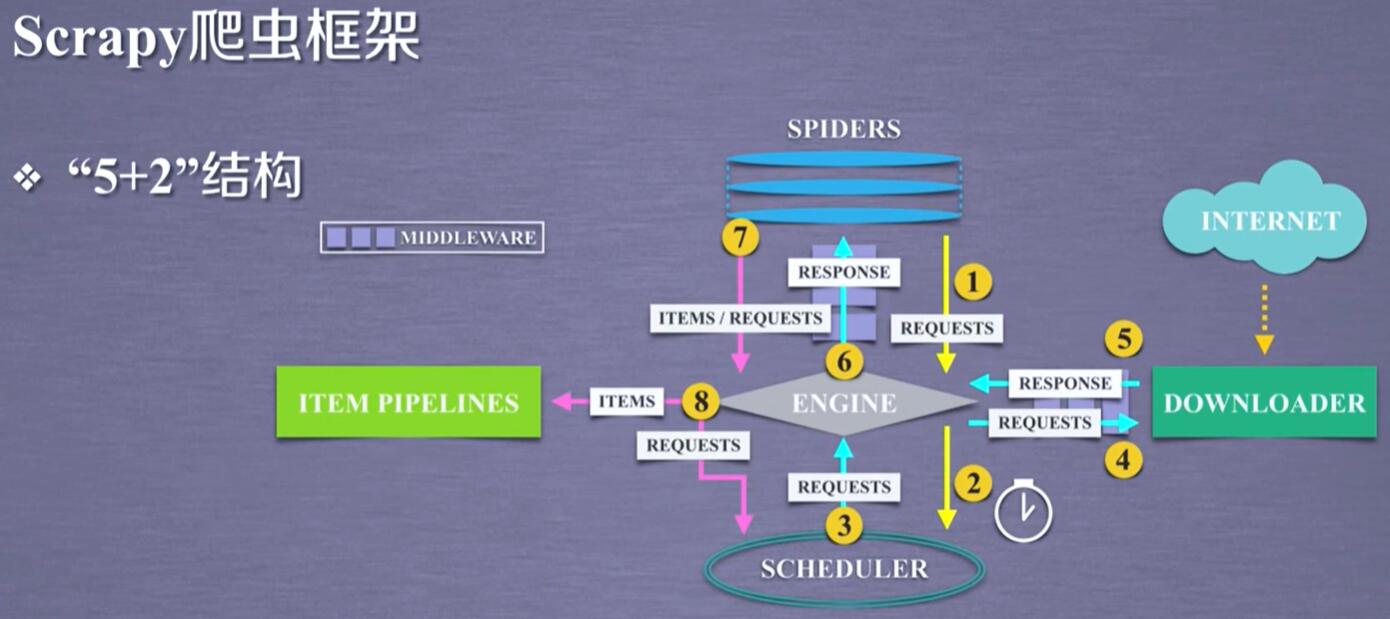 Scrapy爬虫框架
❖ “5+2”结构
SPIDERS
MIDDLEWARE
INTERNET
7
RESPONSE
1
ITEMS / REQUESTS
REQUESTS
5
6
RESPONSE
ITEM PIPELINES
ITEMS
8
ENGINE
DOWNLOADER
REQUESTS
REQUESTS
4
REQUESTS
2
3
SCHEDULER